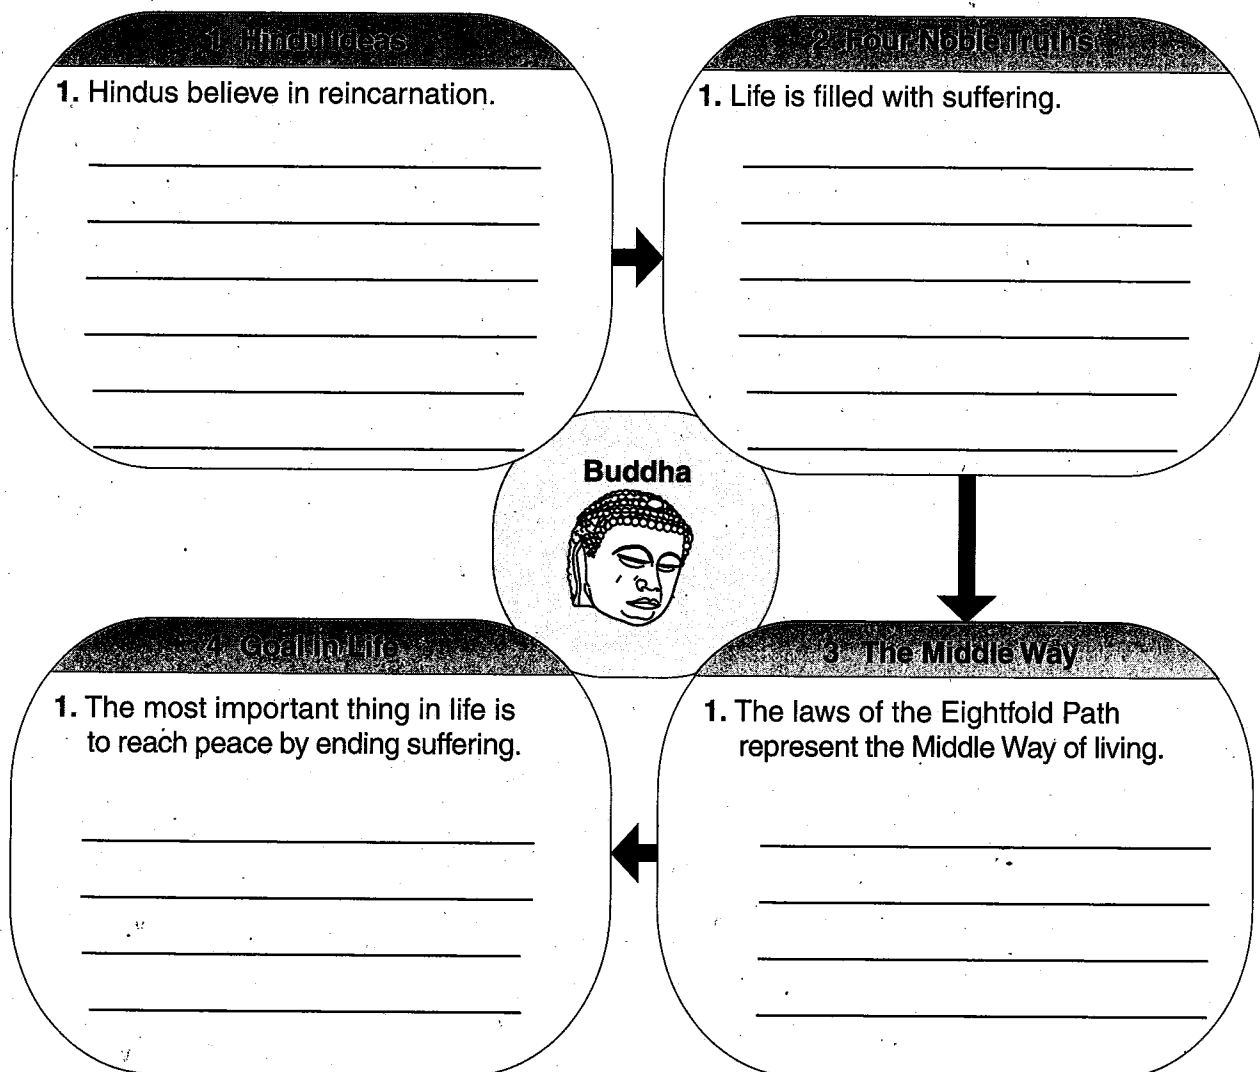 1 Hindu Ideas
1. Hindus believe in reincarnation.
2 Four Noble Truths
1. Life is filled with suffering.
Buddha
3 The Middle Way
1. The laws of the Eightfold Path
represent the Middle Way of living.
4 Goal in Life
1. The most important thing in life is
to reach peace by ending suffering.